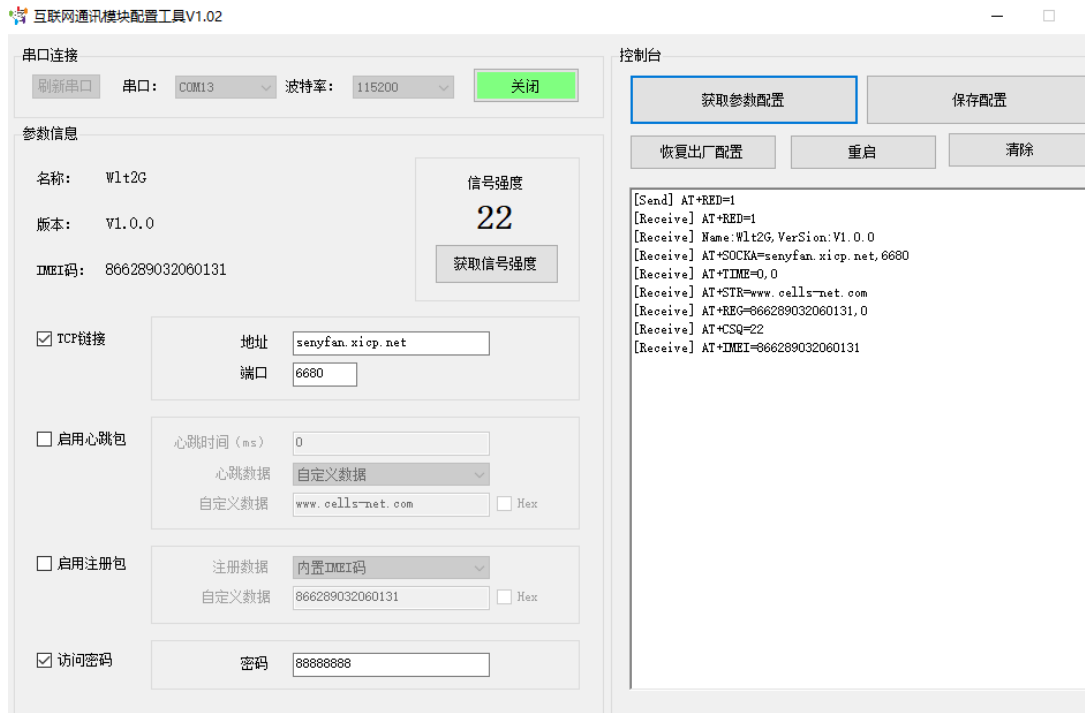 互联网通讯模块配置工具V1.02
串口连接
刷新串口 串口: COM13 波特率: 115200 关闭
参数信息
名称: Wlt2G
版本: V1.0.0
IMEI码: 866289032060131
信号强度
22
获取信号强度
TCP链接
地址 senyfan.xicp.net
端口 6680
启用心跳包
心跳时间（ms） 0
心跳数据 自定义数据
自定义数据 www.cells-net.com Hex
启用注册包
注册数据 内置IMEI码
自定义数据 866289032060131 Hex
访问密码
密码 88888888
控制台
获取参数配置 保存配置
恢复出厂配置 重启 清除
[Send] AT+RED=1
[Receive] AT+RED=1
[Receive] Name:Wlt2G,VerSion:V1.0.0
[Receive] AT+SOCKA=senyfan.xicp.net,6680
[Receive] AT+TIME=0,0
[Receive] AT+STR=www.cells-net.com
[Receive] AT+REG=866289032060131,0
[Receive] AT+CSQ=22
[Receive] AT+IMEI=866289032060131